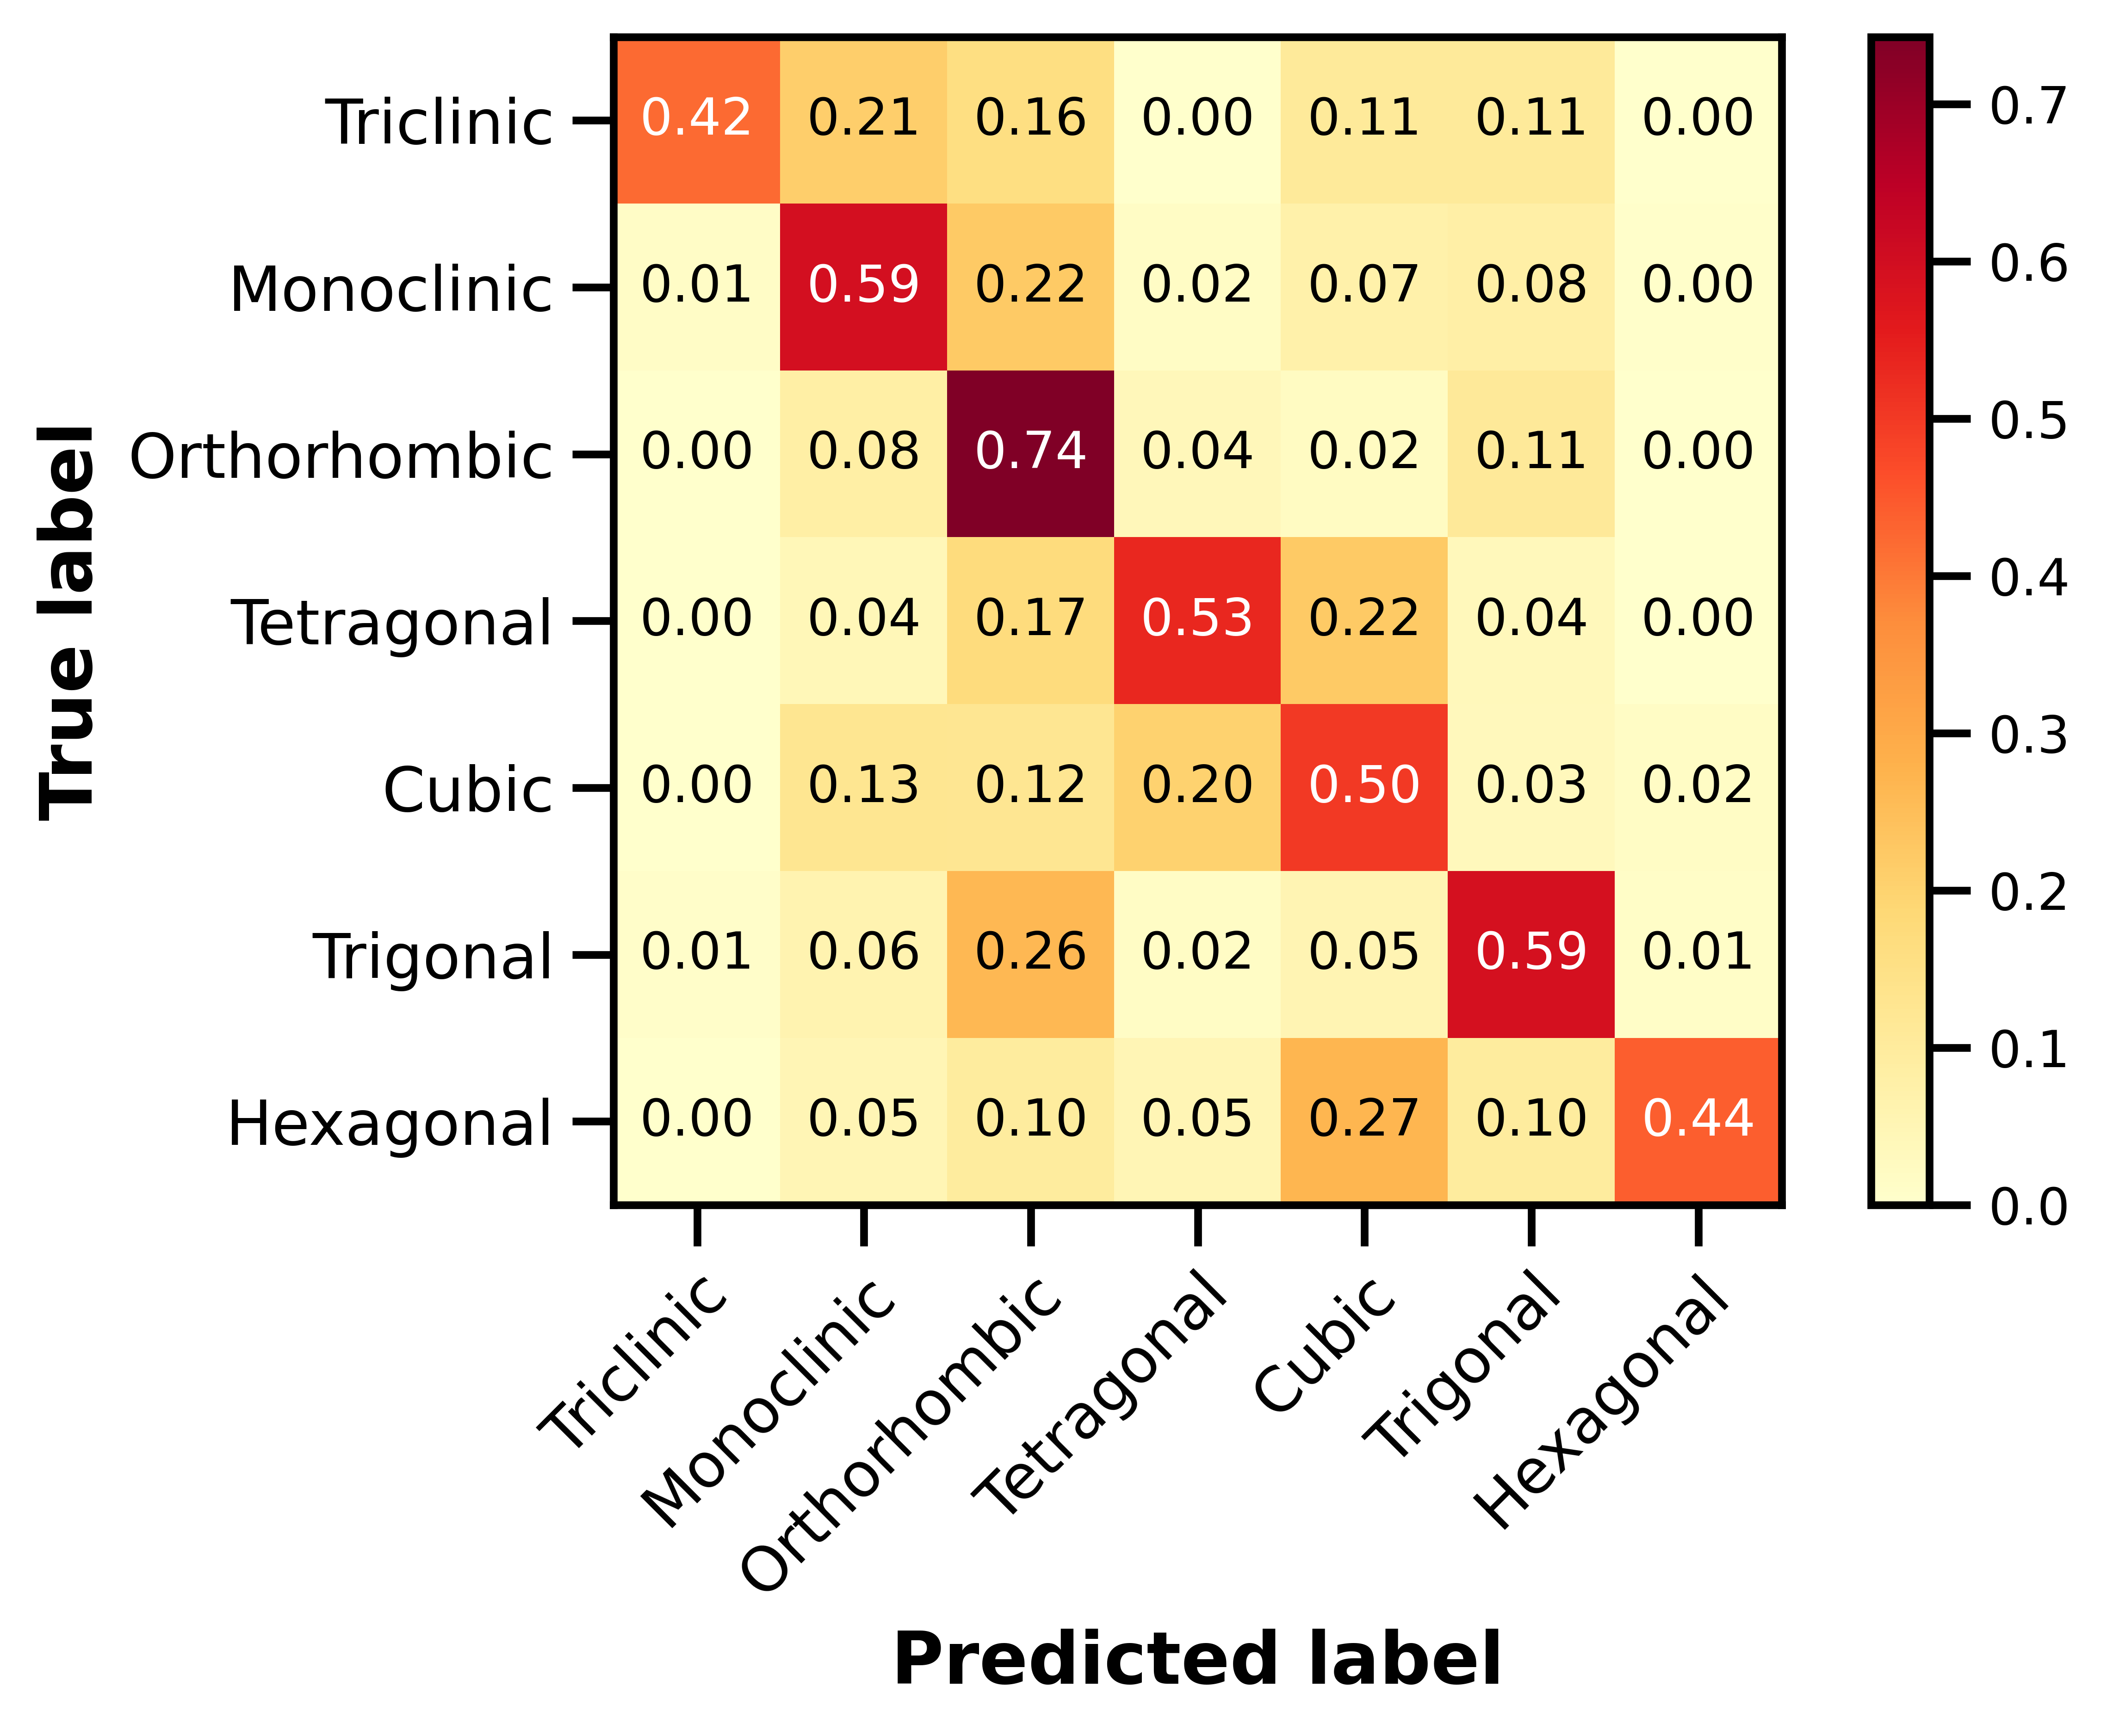 Triclinic 0.42 0.21 0.16 0.00 0.11 0.11 0.00
Monoclinic 0.01 0.59 0.22 0.02 0.07 0.08 0.00
Orthorhombic 0.00 0.08 0.74 0.04 0.02 0.11 0.00
Tetragonal 0.00 0.04 0.17 0.53 0.22 0.04 0.00
Cubic 0.00 0.13 0.12 0.20 0.50 0.03 0.02
Trigonal 0.01 0.06 0.26 0.02 0.05 0.59 0.01
Hexagonal 0.00 0.05 0.10 0.05 0.27 0.10 0.44
True label
Triclinic
Monoclinic
Orthorhombic
Tetragonal
Cubic
Trigonal
Hexagonal
Predicted label
0.7
0.6
0.5
0.4
0.3
0.2
0.1
0.0